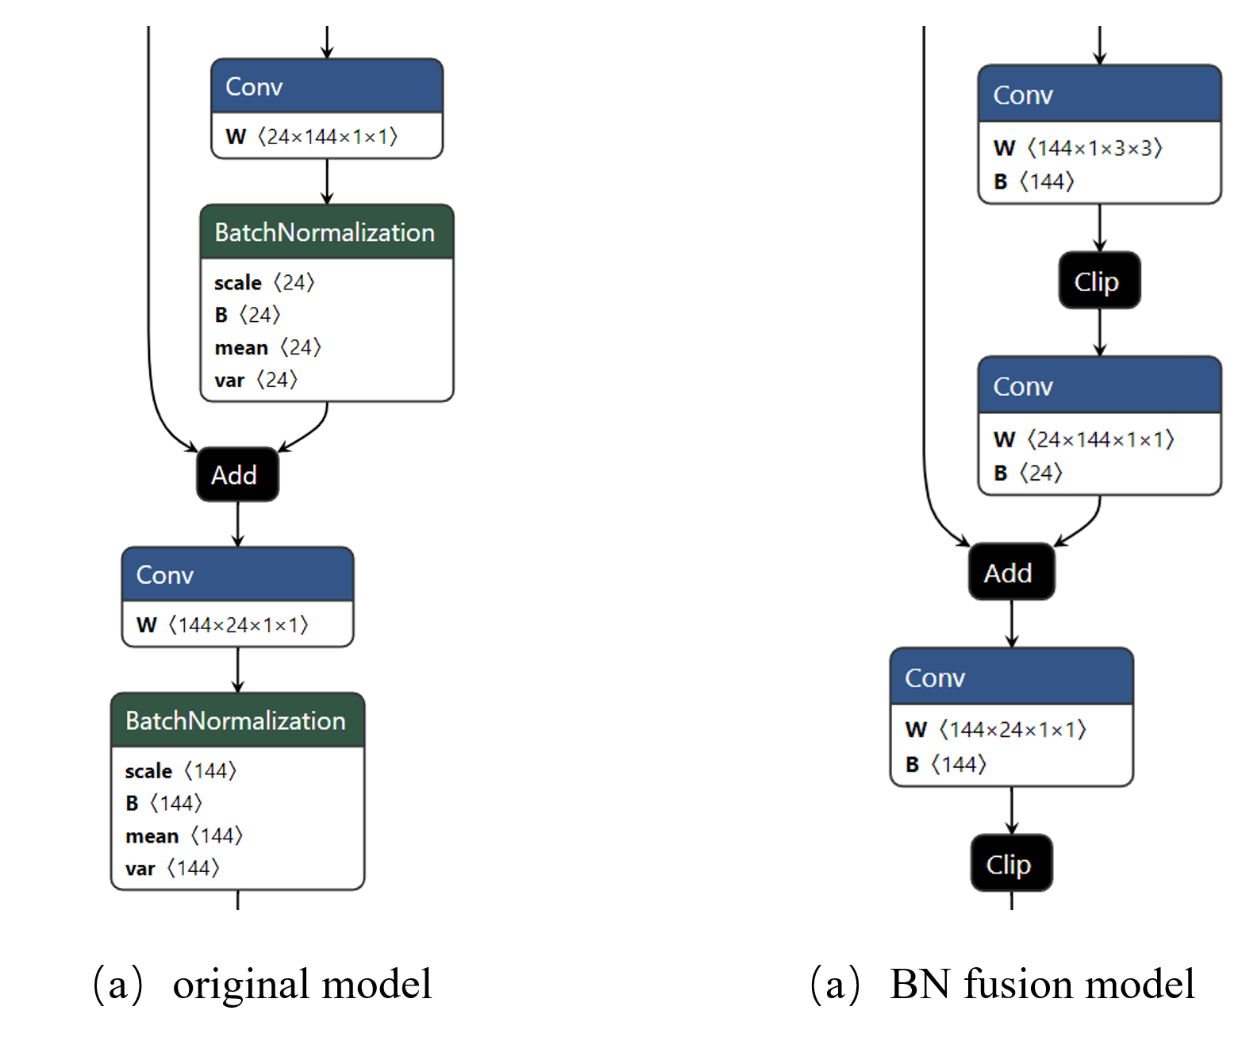 Conv
W ⟨24×144×1×1⟩
BatchNormalization
scale ⟨24⟩
B ⟨24⟩
mean ⟨24⟩
var ⟨24⟩
Add
Conv
W ⟨144×24×1×1⟩
BatchNormalization
scale ⟨144⟩
B ⟨144⟩
mean ⟨144⟩
var ⟨144⟩
（a）original model
Conv
W ⟨144×1×3×3⟩
B ⟨144⟩
Clip
Conv
W ⟨24×144×1×1⟩
B ⟨24⟩
Add
Conv
W ⟨144×24×1×1⟩
B ⟨144⟩
Clip
（a）BN fusion model